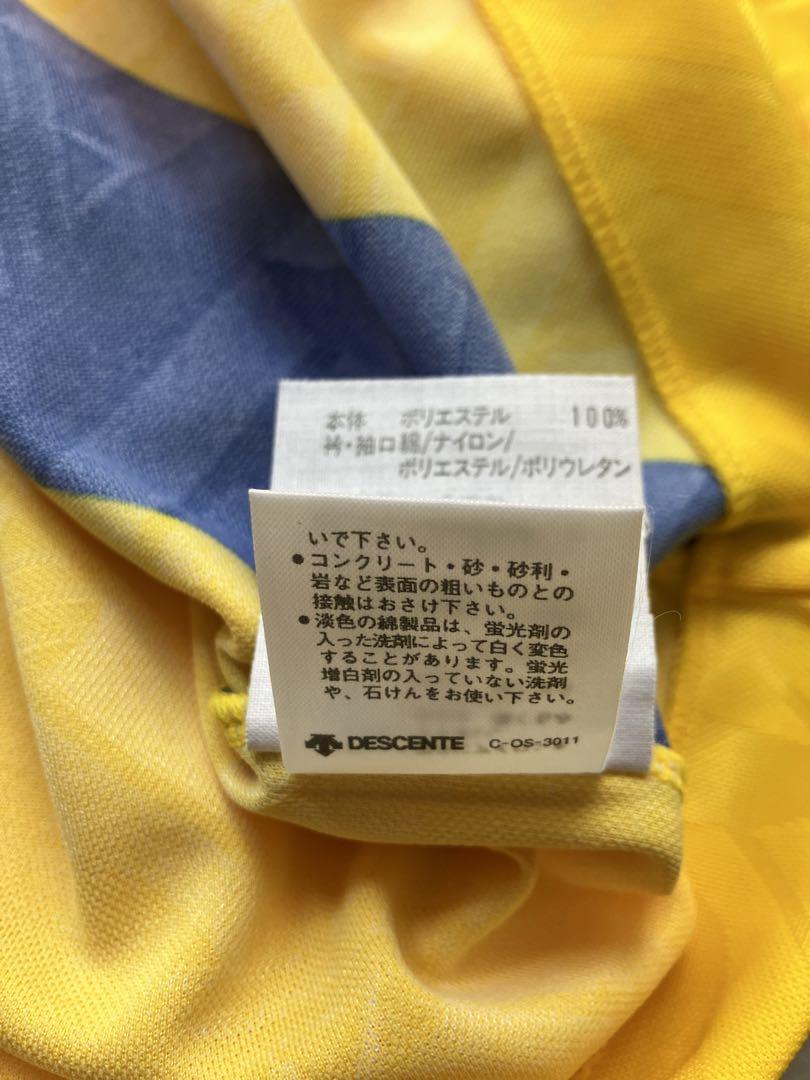 本体 ポリエステル 100%
衿・袖口 綿/ナイロン/
ポリエステル/ポリウレタン
いで下さい。
●コンクリート・砂・砂利・
岩など表面の粗いものとの
接触はおさけ下さい。
●淡色の綿製品は、蛍光剤の
入った洗剤によって白く変色
することがあります。蛍光
増白剤の入っていない洗剤
や、石けんをお使い下さい。
DESCENTE C-OS-3011